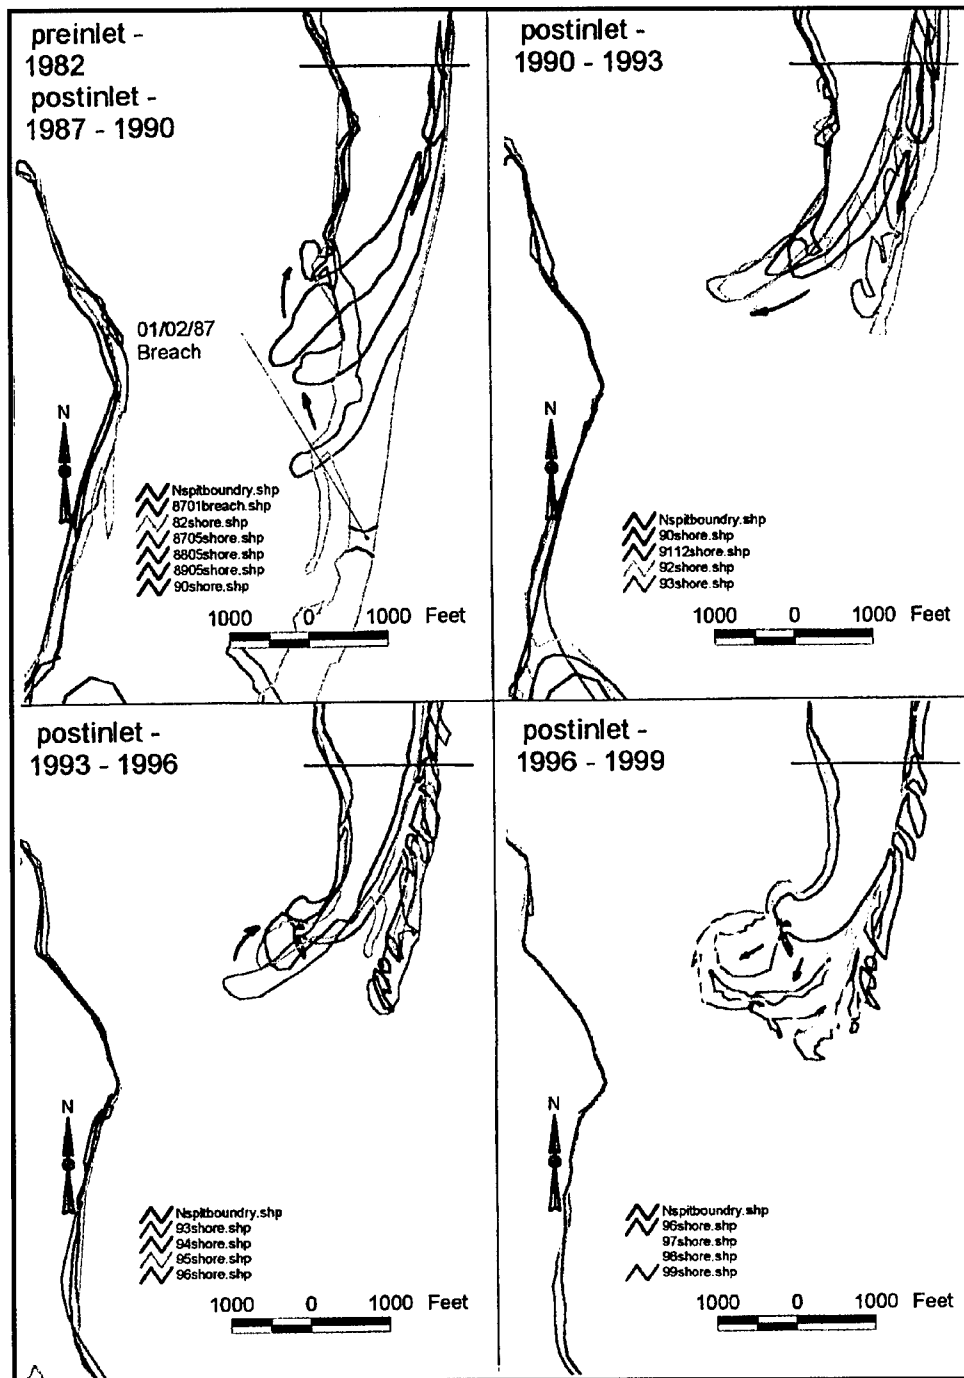 preinlet -
1982
postinlet -
1987 - 1990
01/02/87
Breach
N
Nspitboundry.shp
8701breach.shp
82shore.shp
8705shore.shp
8805shore.shp
8905shore.shp
90shore.shp
1000 0 1000 Feet
postinlet -
1990 - 1993
N
Nspitboundry.shp
90shore.shp
9112shore.shp
92shore.shp
93shore.shp
1000 0 1000 Feet
postinlet -
1993 - 1996
N
Nspitboundry.shp
93shore.shp
94shore.shp
95shore.shp
96shore.shp
1000 0 1000 Feet
postinlet -
1996 - 1999
N
Nspitboundry.shp
96shore.shp
97shore.shp
98shore.shp
99shore.shp
1000 0 1000 Feet